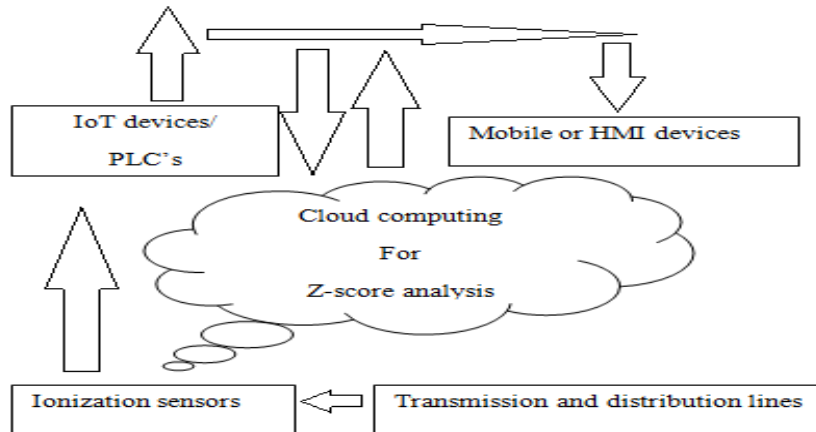 IoT devices/
PLC's
Mobile or HMI devices
Cloud computing
For
Z-score analysis
Ionization sensors
Transmission and distribution lines